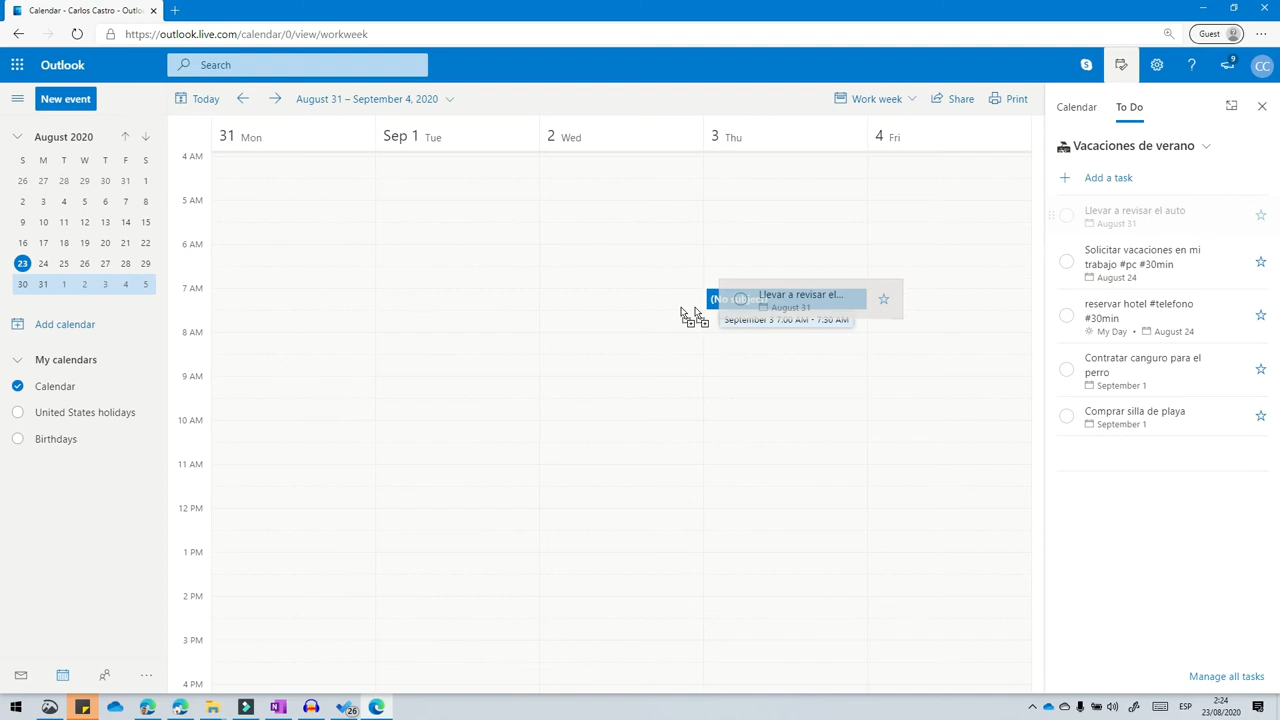 Calendar - Carlos Castro - Outlo
https://outlook.live.com/calendar/0/view/workweek
Guest
Outlook
Search
9
CC
New event
Today
August 31 – September 4, 2020
Work week
Share
Print
Calendar
To Do
August 2020
S M T W T F S
26 27 28 29 30 31 1
2 3 4 5 6 7 8
9 10 11 12 13 14 15
16 17 18 19 20 21 22
23 24 25 26 27 28 29
30 31 1 2 3 4 5
Add calendar
My calendars
Calendar
United States holidays
Birthdays
31 Mon
Sep 1 Tue
2 Wed
3 Thu
4 Fri
4 AM
5 AM
6 AM
7 AM
8 AM
9 AM
10 AM
11 AM
12 PM
1 PM
2 PM
3 PM
4 PM
(No subject)
Llevar a revisar el...
August 31
September 3 7:00 AM - 7:30 AM
Vacaciones de verano
Add a task
Llevar a revisar el auto
August 31
Solicitar vacaciones en mi
trabajo #pc #30min
August 24
reservar hotel #telefono
#30min
My Day • August 24
Contratar canguro para el
perro
September 1
Comprar silla de playa
September 1
Manage all tasks
26
ESP
2:24
23/08/2020